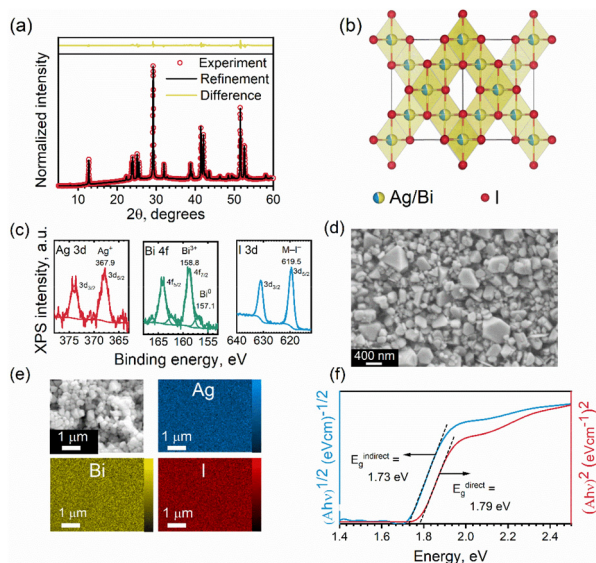 (a)
Experiment
Refinement
Difference
Normalized intensity
10 20 30 40 50 60
2θ, degrees
(b)
Ag/Bi
I
(c)
XPS intensity, a.u.
Ag 3d
Ag⁺
367.9
3d₅/₂
3d₃/₂
375 370 365
Bi 4f
Bi³⁺
158.8
4f₅/₂
4f₇/₂
Bi⁰
157.1
165 160 155
I 3d
M–I⁻
619.5
3d₃/₂
3d₅/₂
640 630 620
Binding energy, eV
(d)
400 nm
(e)
1 μm
Ag
1 μm
Bi
1 μm
I
1 μm
(f)
(Ahν)^1/2 (eVcm)^-1/2
(Ahν)² (eVcm⁻¹)²
E_g^indirect =
1.73 eV
E_g^direct =
1.79 eV
1.4 1.6 1.8 2.0 2.2 2.4
Energy, eV